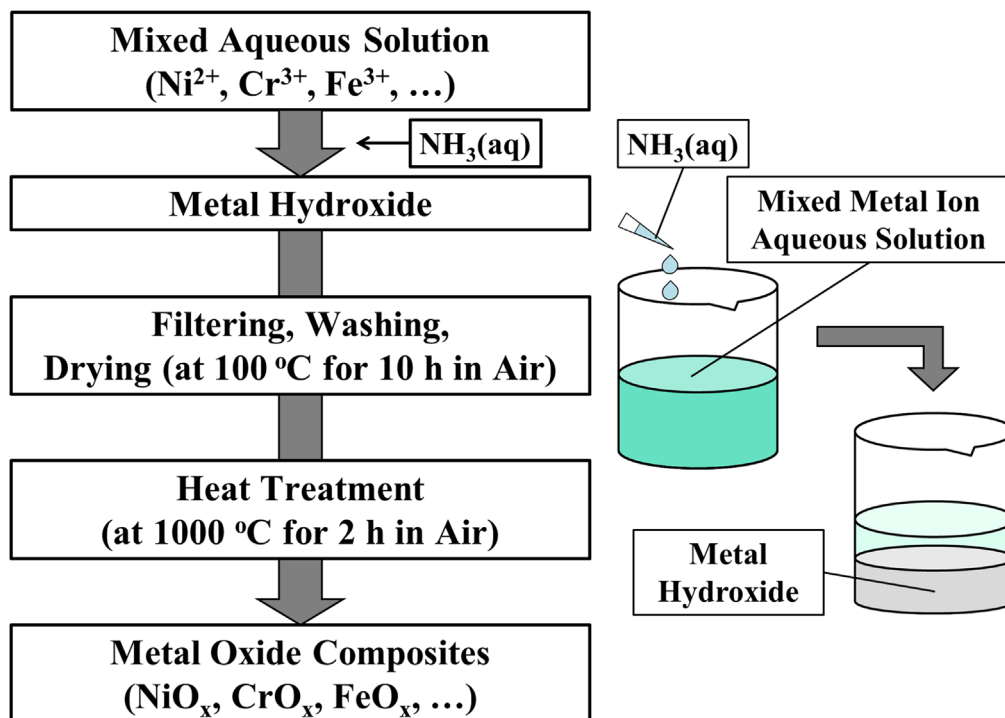 Mixed Aqueous Solution
(Ni²⁺, Cr³⁺, Fe³⁺, …)
NH₃(aq)
Metal Hydroxide
Filtering, Washing,
Drying (at 100 ºC for 10 h in Air)
Heat Treatment
(at 1000 ºC for 2 h in Air)
Metal Oxide Composites
(NiOₓ, CrOₓ, FeOₓ, …)
NH₃(aq)
Mixed Metal Ion
Aqueous Solution
Metal
Hydroxide